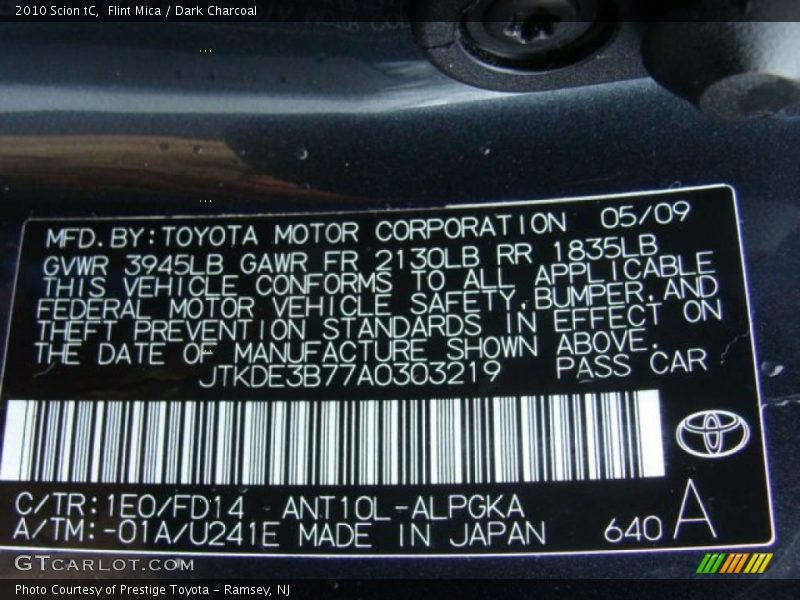 2010 Scion tC,  Flint Mica / Dark Charcoal
MFD. BY: TOYOTA MOTOR CORPORATION 05/09
GVWR 3945LB GAWR FR 2130LB RR 1835LB
THIS VEHICLE CONFORMS TO ALL APPLICABLE
FEDERAL MOTOR VEHICLE SAFETY, BUMPER, AND
THEFT PREVENTION STANDARDS IN EFFECT ON
THE DATE OF MANUFACTURE SHOWN ABOVE.
JTKDE3B77A0303219 PASS CAR
C/TR: 1E0/FD14 ANT10L-ALPGKA
A/TM: -01A/U241E MADE IN JAPAN 640 A
GTCARLOT.COM
Photo Courtesy of Prestige Toyota - Ramsey, NJ